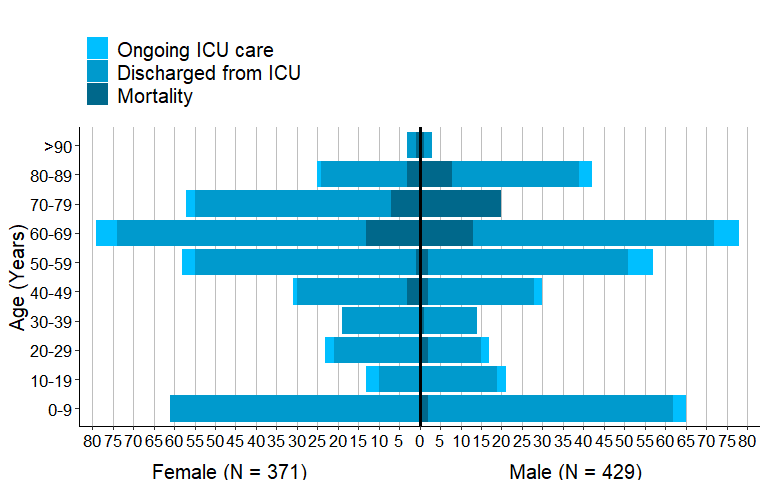 Ongoing ICU care
Discharged from ICU
Mortality
Age (Years)
>90
80-89
70-79
60-69
50-59
40-49
30-39
20-29
10-19
0-9
80 75 70 65 60 55 50 45 40 35 30 25 20 15 10 5 0 5 10 15 20 25 30 35 40 45 50 55 60 65 70 75 80
Female (N = 371) Male (N = 429)